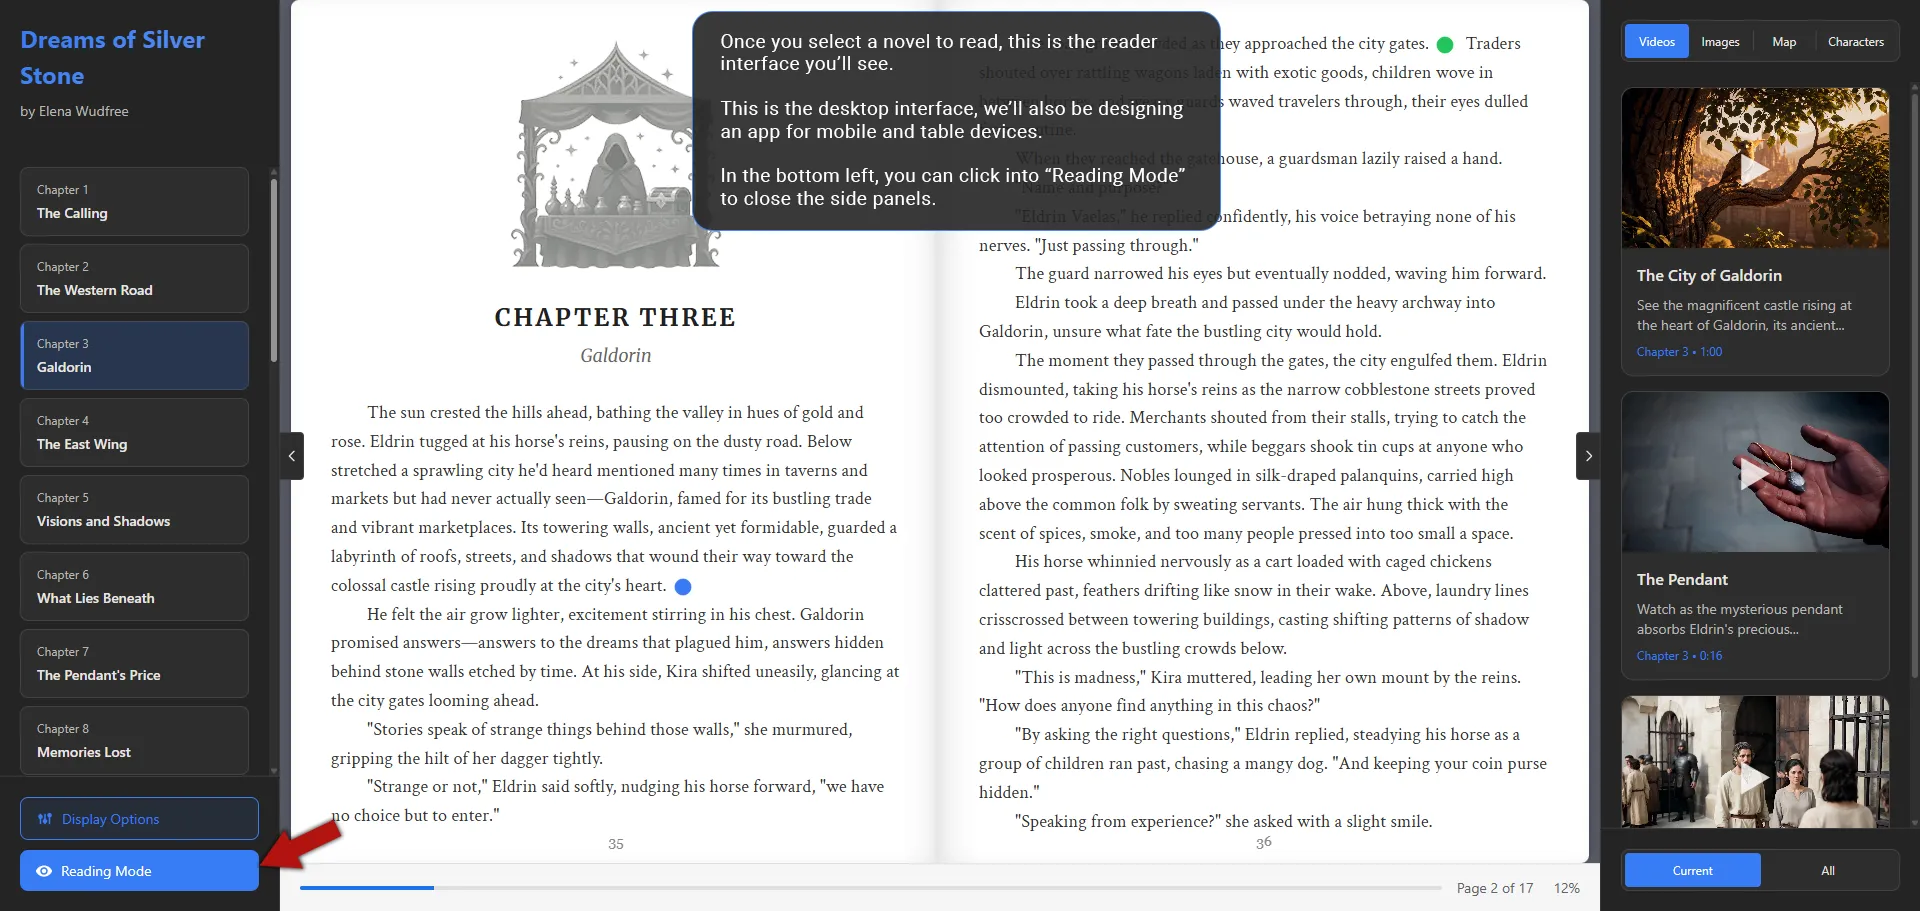 Dreams of Silver
Stone
by Elena Wudfree
Chapter 1
The Calling
Chapter 2
The Western Road
Chapter 3
Galdorin
Chapter 4
The East Wing
Chapter 5
Visions and Shadows
Chapter 6
What Lies Beneath
Chapter 7
The Pendant's Price
Chapter 8
Memories Lost
Display Options
Reading Mode
Once you select a novel to read, this is the reader
interface you’ll see.
This is the desktop interface, we’ll also be designing
an app for mobile and table devices.
In the bottom left, you can click into “Reading Mode”
to close the side panels.
CHAPTER THREE
Galdorin
The sun crested the hills ahead, bathing the valley in hues of gold and
rose. Eldrin tugged at his horse's reins, pausing on the dusty road. Below
stretched a sprawling city he'd heard mentioned many times in taverns and
markets but had never actually seen—Galdorin, famed for its bustling trade
and vibrant marketplaces. Its towering walls, ancient yet formidable, guarded a
labyrinth of roofs, streets, and shadows that wound their way toward the
colossal castle rising proudly at the city's heart.
He felt the air grow lighter, excitement stirring in his chest. Galdorin
promised answers—answers to the dreams that plagued him, answers hidden
behind stone walls etched by time. At his side, Kira shifted uneasily, glancing at
the city gates looming ahead.
"Stories speak of strange things behind those walls," she murmured,
gripping the hilt of her dagger tightly.
"Strange or not," Eldrin said softly, nudging his horse forward, "we have
no choice but to enter."
35
as they approached the city gates. Traders
shouted over rattling wagons laden with exotic goods, children wove in
guards waved travelers through, their eyes dulled
When they reached the gatehouse, a guardsman lazily raised a hand.
"Name and purpose?"
"Eldrin Vaelas," he replied confidently, his voice betraying none of his
nerves. "Just passing through."
The guard narrowed his eyes but eventually nodded, waving him forward.
Eldrin took a deep breath and passed under the heavy archway into
Galdorin, unsure what fate the bustling city would hold.
The moment they passed through the gates, the city engulfed them. Eldrin
dismounted, taking his horse's reins as the narrow cobblestone streets proved
too crowded to ride. Merchants shouted from their stalls, trying to catch the
attention of passing customers, while beggars shook tin cups at anyone who
looked prosperous. Nobles lounged in silk-draped palanquins, carried high
above the common folk by sweating servants. The air hung thick with the
scent of spices, smoke, and too many people pressed into too small a space.
His horse whinnied nervously as a cart loaded with caged chickens
clattered past, feathers drifting like snow in their wake. Above, laundry lines
crisscrossed between towering buildings, casting shifting patterns of shadow
and light across the bustling crowds below.
"This is madness," Kira muttered, leading her own mount by the reins.
"How does anyone find anything in this chaos?"
"By asking the right questions," Eldrin replied, steadying his horse as a
group of children ran past, chasing a mangy dog. "And keeping your coin purse
hidden."
"Speaking from experience?" she asked with a slight smile.
36
Page 2 of 17 12%
Videos Images Map Characters
The City of Galdorin
See the magnificent castle rising at
the heart of Galdorin, its ancient...
Chapter 3 • 1:00
The Pendant
Watch as the mysterious pendant
absorbs Eldrin's precious...
Chapter 3 • 0:16
Current All